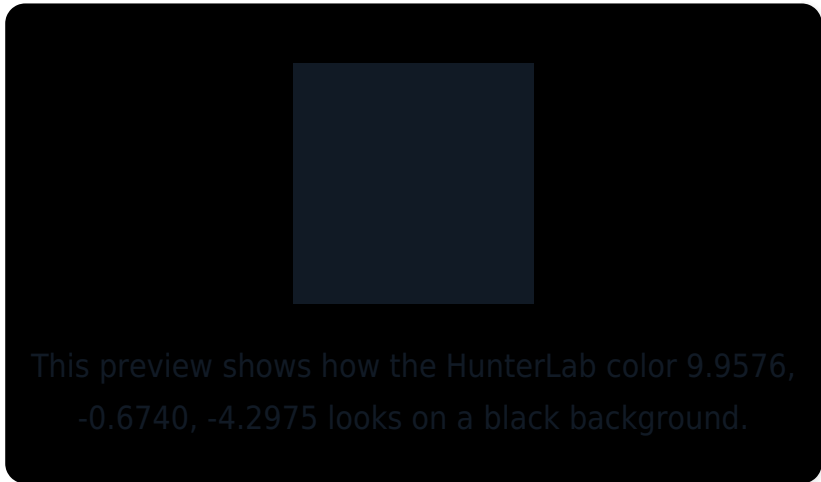 This preview shows how the HunterLab color 9.9576,
-0.6740, -4.2975 looks on a black background.